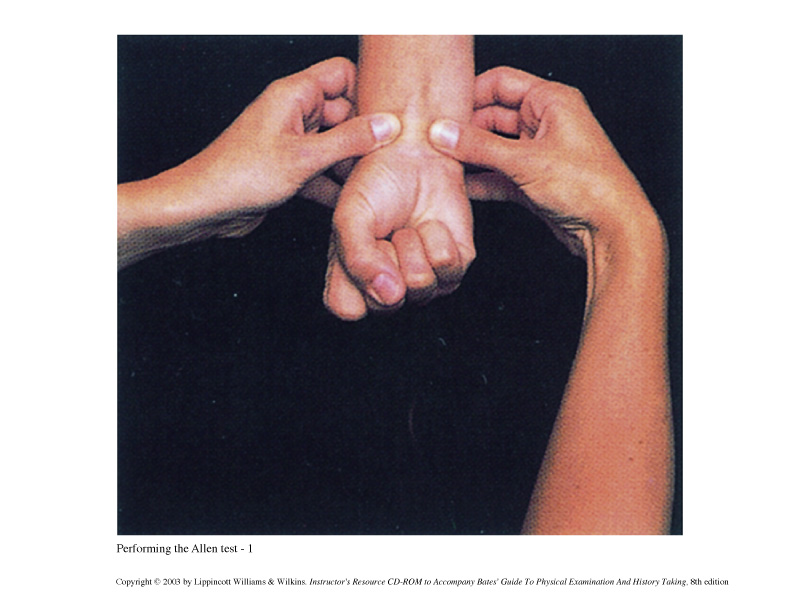 Performing the Allen test - 1
Copyright © 2003 by Lippincott Williams & Wilkins. Instructor's Resource CD-ROM to Accompany Bates' Guide To Physical Examination And History Taking, 8th edition